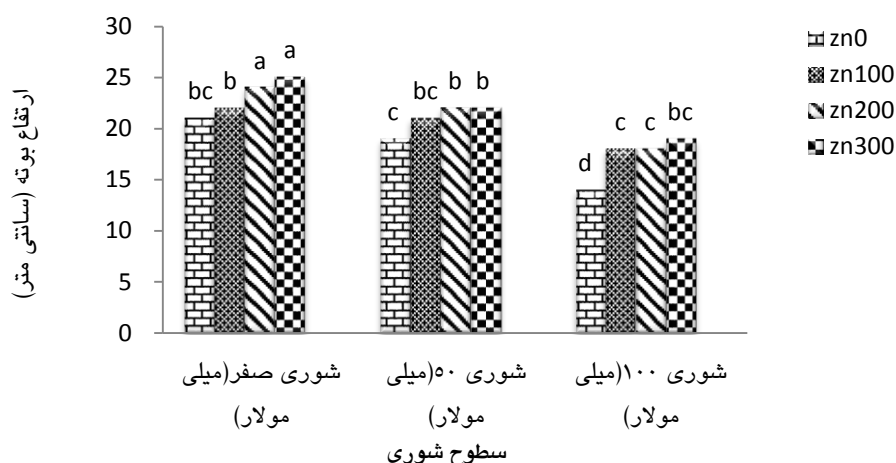 30
25
20
15
10
5
0
ارتفاع بوته (سانتی متر)
bc b a a
c bc b b
d c c bc
zn0
zn100
zn200
zn300
شوری صفر(میلی
مولار)
شوری ۵۰(میلی
مولار)
شوری ۱۰۰(میلی
مولار)
سطوح شوری